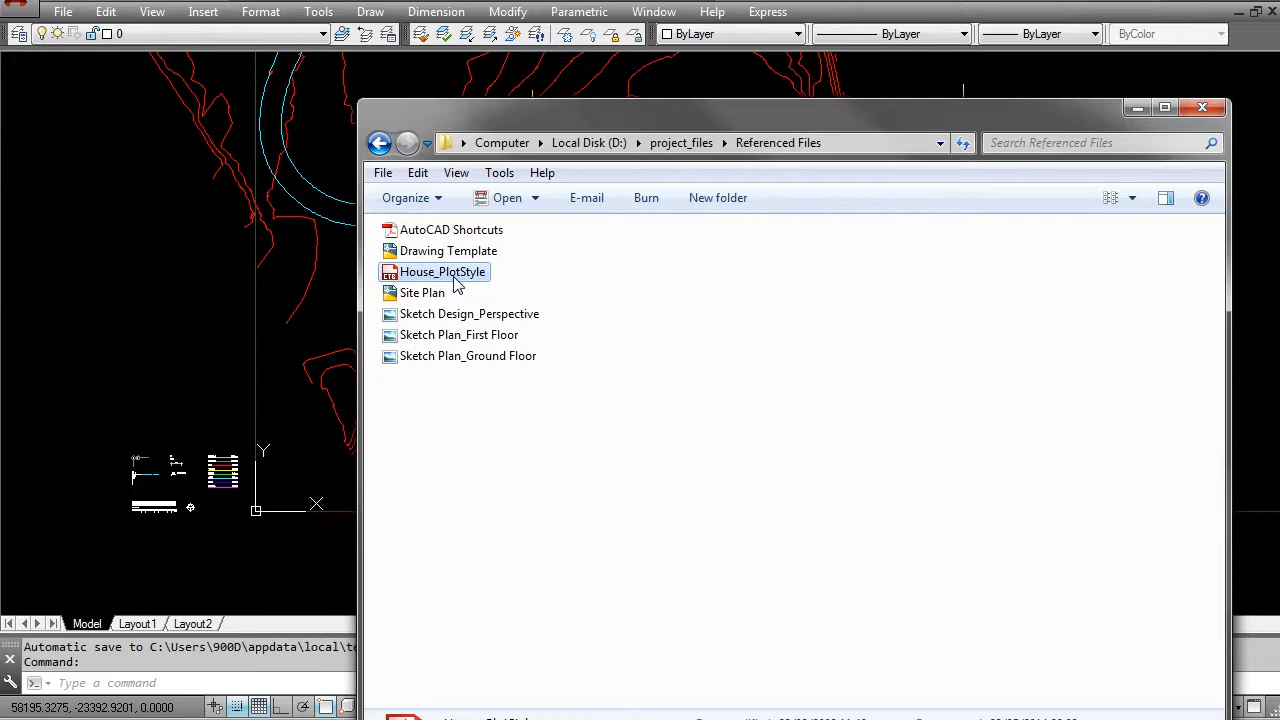 File Edit View Insert Format Tools Draw Dimension Modify Parametric Window Help Express
0 ByLayer ByLayer ByLayer ByColor
Computer Local Disk (D:) project_files Referenced Files Search Referenced Files
File Edit View Tools Help
Organize Open E-mail Burn New folder
AutoCAD Shortcuts
Drawing Template
CTB House_PlotStyle
Site Plan
Sketch Design_Perspective
Sketch Plan_First Floor
Sketch Plan_Ground Floor
Y
X
Model Layout1 Layout2
Automatic save to C:\Users\900D\appdata\local\te
Command:
Type a command
58195.3275, -23392.9201, 0.0000